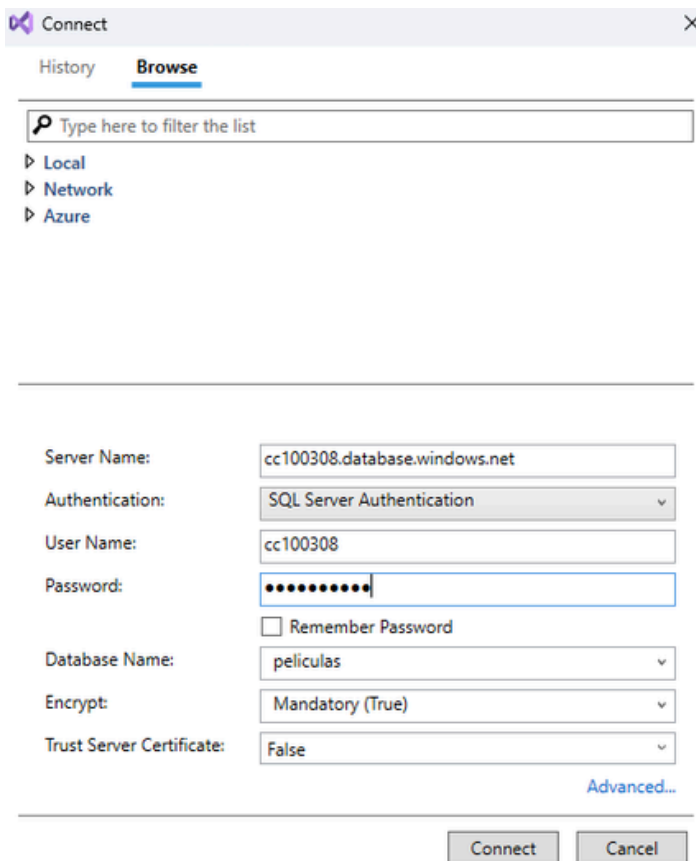 Connect
History Browse
Type here to filter the list
Local
Network
Azure
Server Name: cc100308.database.windows.net
Authentication: SQL Server Authentication
User Name: cc100308
Password: ●●●●●●●●●●
Remember Password
Database Name: peliculas
Encrypt: Mandatory (True)
Trust Server Certificate: False
Advanced...
Connect Cancel